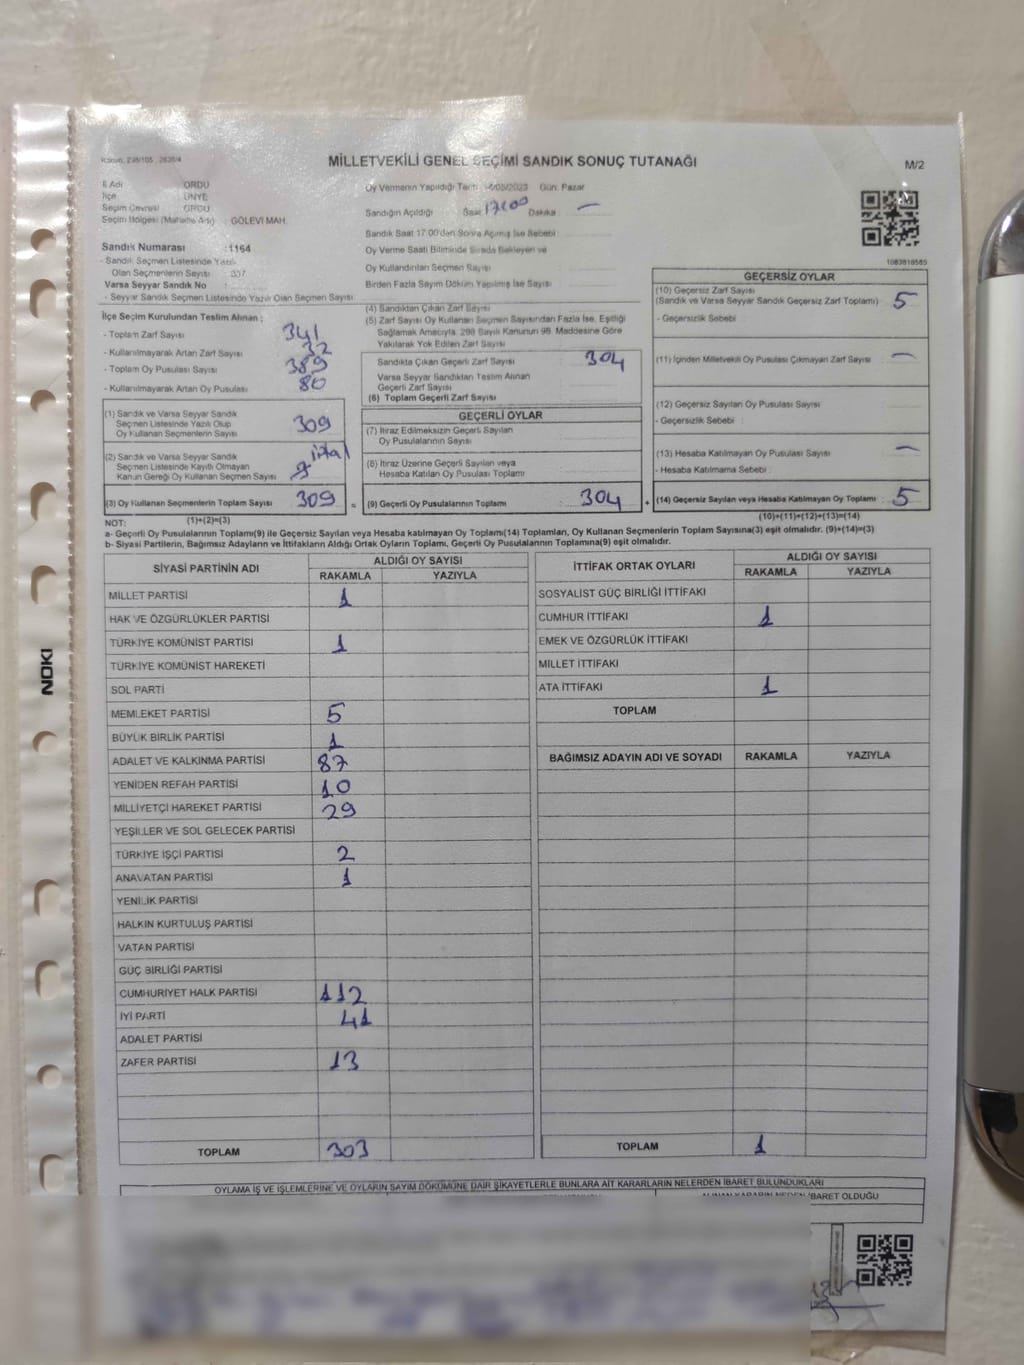 MİLLETVEKİLİ GENEL SEÇİMİ SANDIK SONUÇ TUTANAĞI
M/2
İl Adı ORDU
İlçe ÜNYE
Seçim Çevresi ORDU
Seçim Bölgesi (Mahalle Adı) GÖLEVİ MAH.
Sandık Numarası :1164
- Sandık Seçmen Listesinde Yazılı
Olan Seçmenlerin Sayısı : 337
Varsa Seyyar Sandık No
- Seyyar Sandık Seçmen Listesinde Yazılı Olan Seçmen Sayısı
Oy Vermenin Yapıldığı Tarih Gün: Pazar
Sandığın Açıldığı Saat 17:00 Dakika : —
Sandık Saat 17:00'den Sonra Açılmış İse Sebebi
Oy Verme Saati Bitiminde Sırada Bekleyen ve
Oy Kullandırılan Seçmen Sayısı
Birden Fazla Sayım Döküm Yapılmış İse Sayısı
İlçe Seçim Kurulundan Teslim Alınan ;
- Toplam Zarf Sayısı 341
- Kullanılmayarak Artan Zarf Sayısı 32
- Toplam Oy Pusulası Sayısı 389
- Kullanılmayarak Artan Oy Pusulası 80
(1) Sandık ve Varsa Seyyar Sandık
Seçmen Listesinde Yazılı Olup
Oy Kullanan Seçmenlerin Sayısı 309
(2) Sandık ve Varsa Seyyar Sandık
Seçmen Listesinde Kayıtlı Olmayan
Kanun Gereği Oy Kullanan Seçmen Sayısı
(3) Oy Kullanan Seçmenlerin Toplam Sayısı 309 =
(1)+(2)=(3)
(4) Sandıktan Çıkan Zarf Sayısı
(5) Zarf Sayısı Oy Kullanan Seçmen Sayısından Fazla İse, Eşitliği
Sağlamak Amacıyla, 298 Sayılı Kanunun 98. Maddesine Göre
Yakılarak Yok Edilen Zarf Sayısı
Sandıkta Çıkan Geçerli Zarf Sayısı : 304
Varsa Seyyar Sandıktan Teslim Alınan
Geçerli Zarf Sayısı
(6) Toplam Geçerli Zarf Sayısı
GEÇERLİ OYLAR
(7) İtiraz Edilmeksizin Geçerli Sayılan
Oy Pusulalarının Sayısı
(8) İtiraz Üzerine Geçerli Sayılan veya
Hesaba Katılan Oy Pusulası Toplamı
(9) Geçerli Oy Pusulalarının Toplamı : 304 +
1083818585
GEÇERSİZ OYLAR
(10) Geçersiz Zarf Sayısı
(Sandık ve Varsa Seyyar Sandık Geçersiz Zarf Toplamı) : 5
- Geçersizlik Sebebi
(11) İçinden Milletvekili Oy Pusulası Çıkmayan Zarf Sayısı : —
(12) Geçersiz Sayılan Oy Pusulası Sayısı
- Geçersizlik Sebebi
(13) Hesaba Katılmayan Oy Pusulası Sayısı : —
- Hesaba Katılmama Sebebi
(14) Geçersiz Sayılan veya Hesaba Katılmayan Oy Toplamı : 5
(10)+(11)+(12)+(13)=(14)
NOT:
a- Geçerli Oy Pusulalarının Toplamı(9) ile Geçersiz Sayılan veya Hesaba katılmayan Oy Toplamı(14) Toplamları, Oy Kullanan Seçmenlerin Toplam Sayısına(3) eşit olmalıdır. (9)+(14)=(3)
b- Siyasi Partilerin, Bağımsız Adayların ve İttifakların Aldığı Oyların Toplamı, Geçerli Oy Pusulalarının Toplamına(9) eşit olmalıdır.
SİYASİ PARTİNİN ADI ALDIĞI OY SAYISI
RAKAMLA YAZIYLA
MİLLET PARTİSİ 1
HAK VE ÖZGÜRLÜKLER PARTİSİ
TÜRKİYE KOMÜNİST PARTİSİ 1
TÜRKİYE KOMÜNİST HAREKETİ
SOL PARTİ
MEMLEKET PARTİSİ 5
BÜYÜK BİRLİK PARTİSİ 1
ADALET VE KALKINMA PARTİSİ 87
YENİDEN REFAH PARTİSİ 10
MİLLİYETÇİ HAREKET PARTİSİ 29
YEŞİLLER VE SOL GELECEK PARTİSİ
TÜRKİYE İŞÇİ PARTİSİ 2
ANAVATAN PARTİSİ 1
YENİLİK PARTİSİ
HALKIN KURTULUŞ PARTİSİ
VATAN PARTİSİ
GÜÇ BİRLİĞİ PARTİSİ
CUMHURİYET HALK PARTİSİ 112
İYİ PARTİ 41
ADALET PARTİSİ
ZAFER PARTİSİ 13
TOPLAM 303
İTTİFAK ORTAK OYLARI ALDIĞI OY SAYISI
RAKAMLA YAZIYLA
SOSYALİST GÜÇ BİRLİĞİ İTTİFAKI
CUMHUR İTTİFAKI 1
EMEK VE ÖZGÜRLÜK İTTİFAKI
MİLLET İTTİFAKI
ATA İTTİFAKI 1
TOPLAM
BAĞIMSIZ ADAYIN ADI VE SOYADI RAKAMLA YAZIYLA
TOPLAM 1
OYLAMA İŞ VE İŞLEMLERİNE VE OYLARIN SAYIM DÖKÜMÜNE DAİR ŞİKAYETLERLE BUNLARA AİT KARARLARIN NELERDEN İBARET BULUNDUKLARI
ALINAN KARARIN NEDEN İBARET OLDUĞU
NOKI